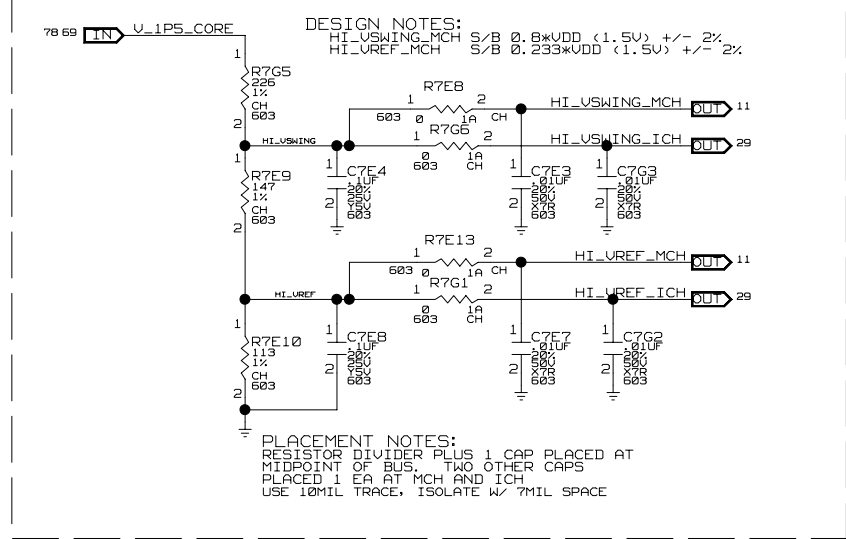 DESIGN NOTES:
HI_VSWING_MCH S/B 0.8*VDD (1.5V) +/- 2%
HI_VREF_MCH S/B 0.233*VDD (1.5V) +/- 2%
78 69 IN V_1P5_CORE
1
R7G5
226
1%
CH
603
2
R7E8
1 2
603 0 1A CH
HI_VSWING_MCH OUT 11
R7G6
1 2
0 1A
603 CH
HI_VSWING_ICH OUT 29
HI_VSWING
1
R7E9
147
1%
CH
603
2
1
C7E4
.1UF
20%
25V
Y5V
603
2
1
C7E3
.01UF
20%
50V
X7R
603
2
1
C7G3
.01UF
20%
50V
X7R
603
2
R7E13
1 2
603 0 1A CH
HI_VREF_MCH OUT 11
R7G1
1 2
0 1A
603 CH
HI_VREF_ICH OUT 29
HI_VREF
1
R7E10
113
1%
CH
603
2
1
C7E8
.1UF
20%
25V
Y5V
603
2
1
C7E7
.01UF
20%
50V
X7R
603
2
1
C7G2
.01UF
20%
50V
X7R
603
2
PLACEMENT NOTES:
RESISTOR DIVIDER PLUS 1 CAP PLACED AT
MIDPOINT OF BUS. TWO OTHER CAPS
PLACED 1 EA AT MCH AND ICH
USE 10MIL TRACE, ISOLATE W/ 7MIL SPACE